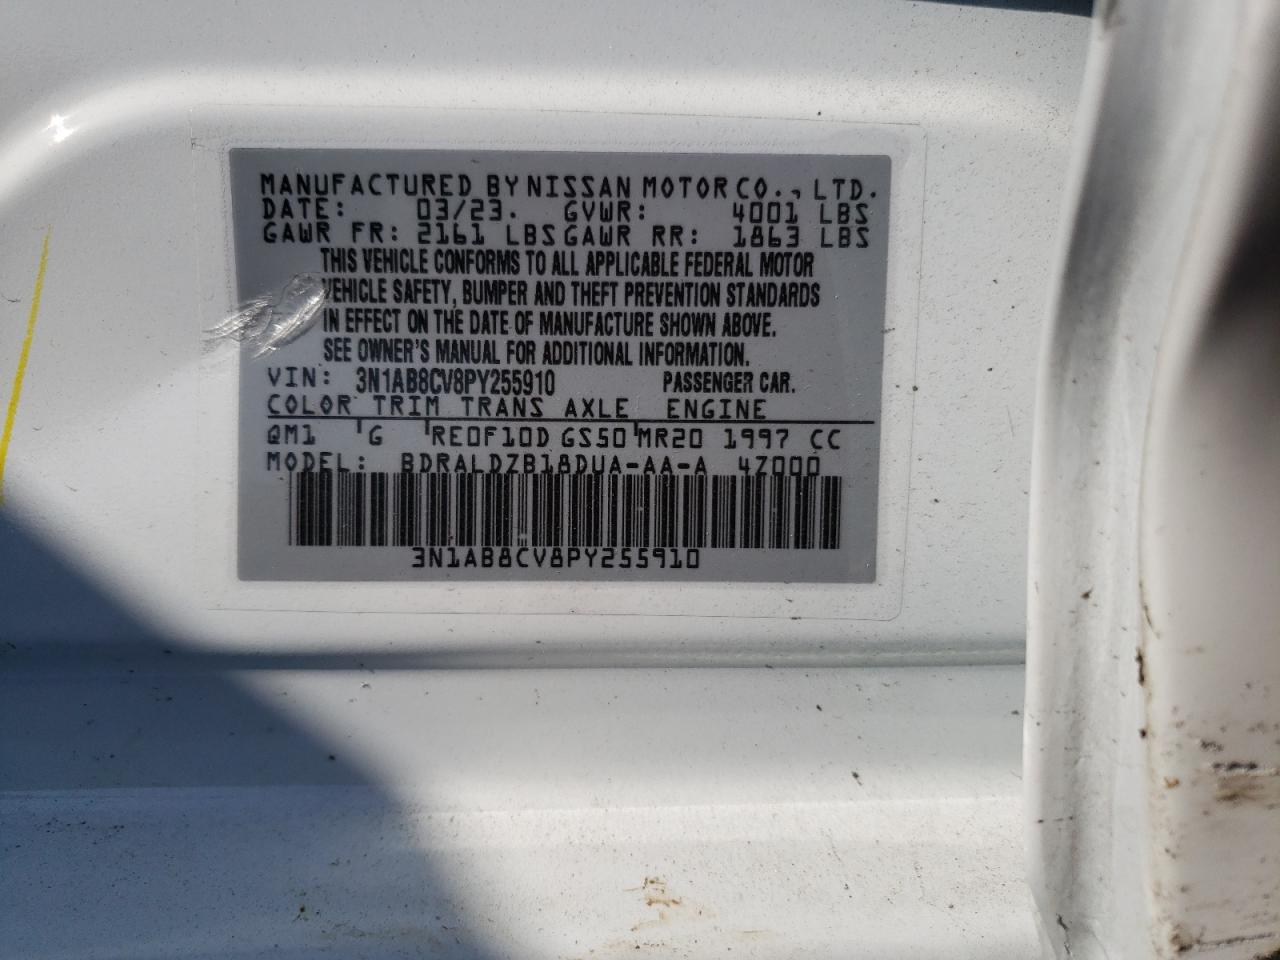 MANUFACTURED BY NISSAN MOTOR CO., LTD.
DATE: 03/23. GVWR: 4001 LBS
GAWR FR: 2161 LBS GAWR RR: 1863 LBS
THIS VEHICLE CONFORMS TO ALL APPLICABLE FEDERAL MOTOR
VEHICLE SAFETY, BUMPER AND THEFT PREVENTION STANDARDS
IN EFFECT ON THE DATE OF MANUFACTURE SHOWN ABOVE.
SEE OWNER'S MANUAL FOR ADDITIONAL INFORMATION.
VIN: 3N1AB8CV8PY255910 PASSENGER CAR.
COLOR TRIM TRANS AXLE ENGINE
QM1 G RE0F10D GS50 MR20 1997 CC
MODEL: BDRALDZB18DUA-AA-A 4Z000
3N1AB8CV8PY255910